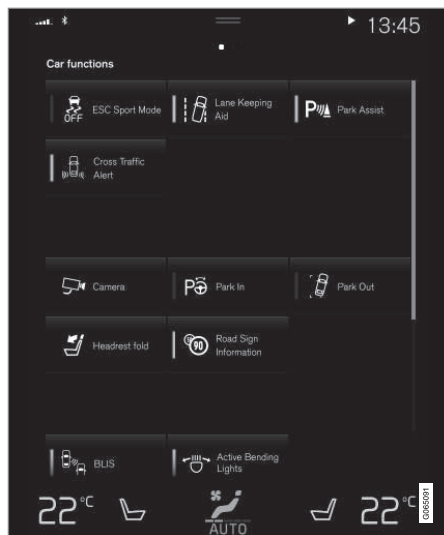 13:45
Car functions
OFF
ESC Sport Mode
Lane Keeping
Aid
P
Park Assist
Cross Traffic
Alert
Camera
P
Park In
Park Out
Headrest fold
90
Road Sign
Information
BLIS
Active Bending
Lights
22°C
AUTO
22°C
G065091